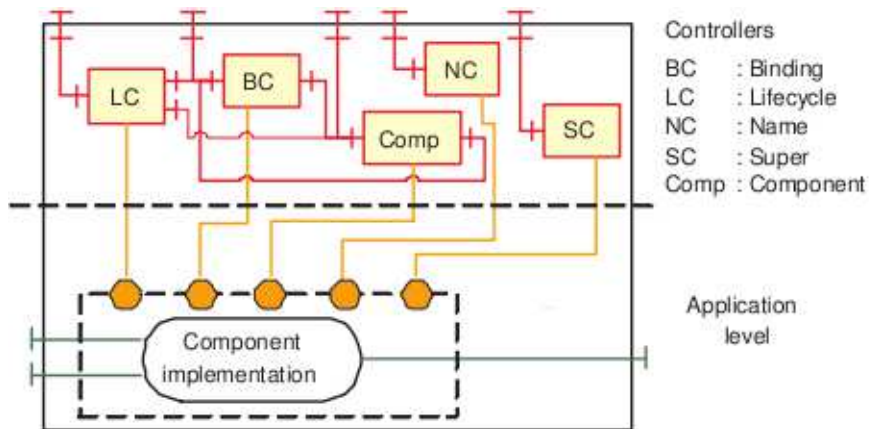 Controllers
BC : Binding
LC : Lifecycle
NC : Name
SC : Super
Comp : Component
LC
BC
NC
Comp
SC
Application
level
Component
implementation